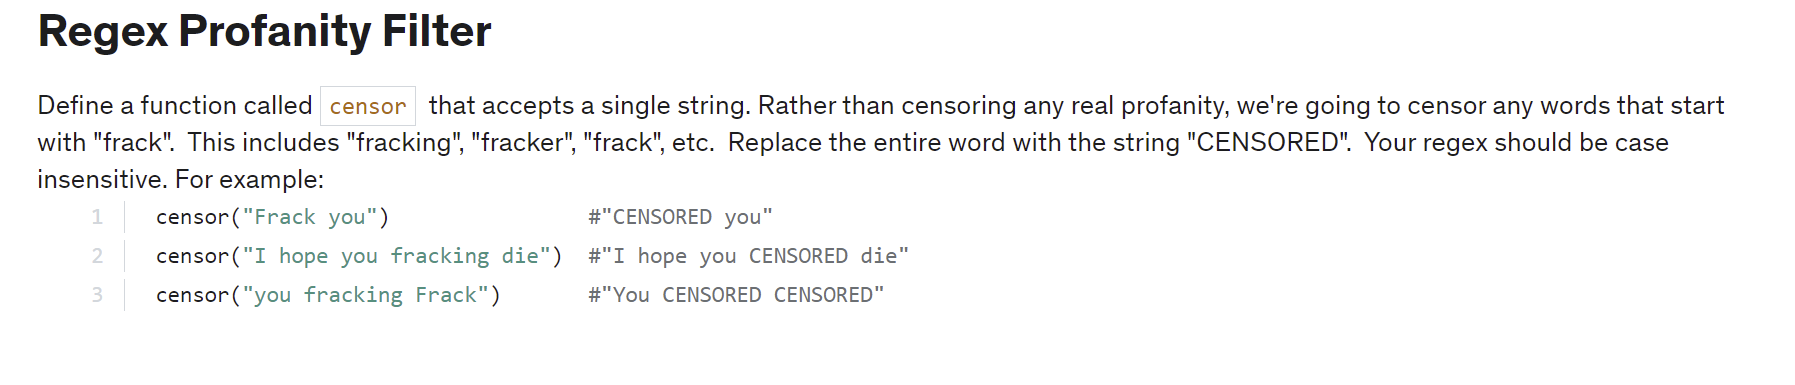 Regex Profanity Filter
Define a function called censor that accepts a single string. Rather than censoring any real profanity, we're going to censor any words that start
with "frack".  This includes "fracking", "fracker", "frack", etc.  Replace the entire word with the string "CENSORED".  Your regex should be case
insensitive. For example:
1 censor("Frack you") #"CENSORED you"
2 censor("I hope you fracking die") #"I hope you CENSORED die"
3 censor("you fracking Frack") #"You CENSORED CENSORED"